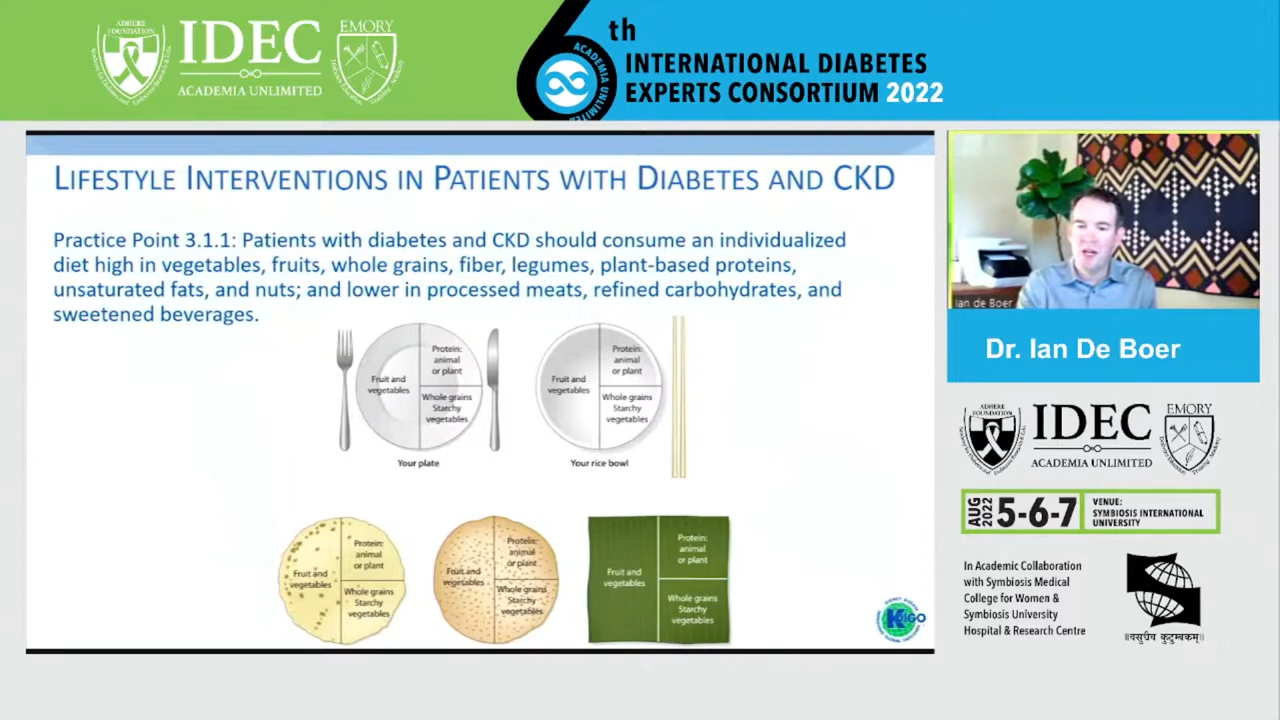 ADHERE
FOUNDATION
IDEC
ACADEMIA UNLIMITED
EMORY
6th
ACADEMIA UNLIMITED
INTERNATIONAL DIABETES
EXPERTS CONSORTIUM 2022
LIFESTYLE INTERVENTIONS IN PATIENTS WITH DIABETES AND CKD
Practice Point 3.1.1: Patients with diabetes and CKD should consume an individualized
diet high in vegetables, fruits, whole grains, fiber, legumes, plant-based proteins,
unsaturated fats, and nuts; and lower in processed meats, refined carbohydrates, and
sweetened beverages.
Fruit and
vegetables
Protein:
animal
or plant
Whole grains
Starchy
vegetables
Your plate
Fruit and
vegetables
Protein:
animal
or plant
Whole grains
Starchy
vegetables
Your rice bowl
Fruit and
vegetables
Protein:
animal
or plant
Whole grains
Starchy
vegetables
Fruit and
vegetables
Protein:
animal
or plant
Whole grains
Starchy
vegetables
Fruit and
vegetables
Protein:
animal
or plant
Whole grains
Starchy
vegetables
KDIGO
Ian de Boer
Dr. Ian De Boer
ADHERE
FOUNDATION
IDEC
ACADEMIA UNLIMITED
EMORY
AUG
2022
5-6-7
VENUE:
SYMBIOSIS INTERNATIONAL
UNIVERSITY
In Academic Collaboration
with Symbiosis Medical
College for Women &
Symbiosis University
Hospital & Research Centre
॥वसुधैव कुटुम्बकम्॥